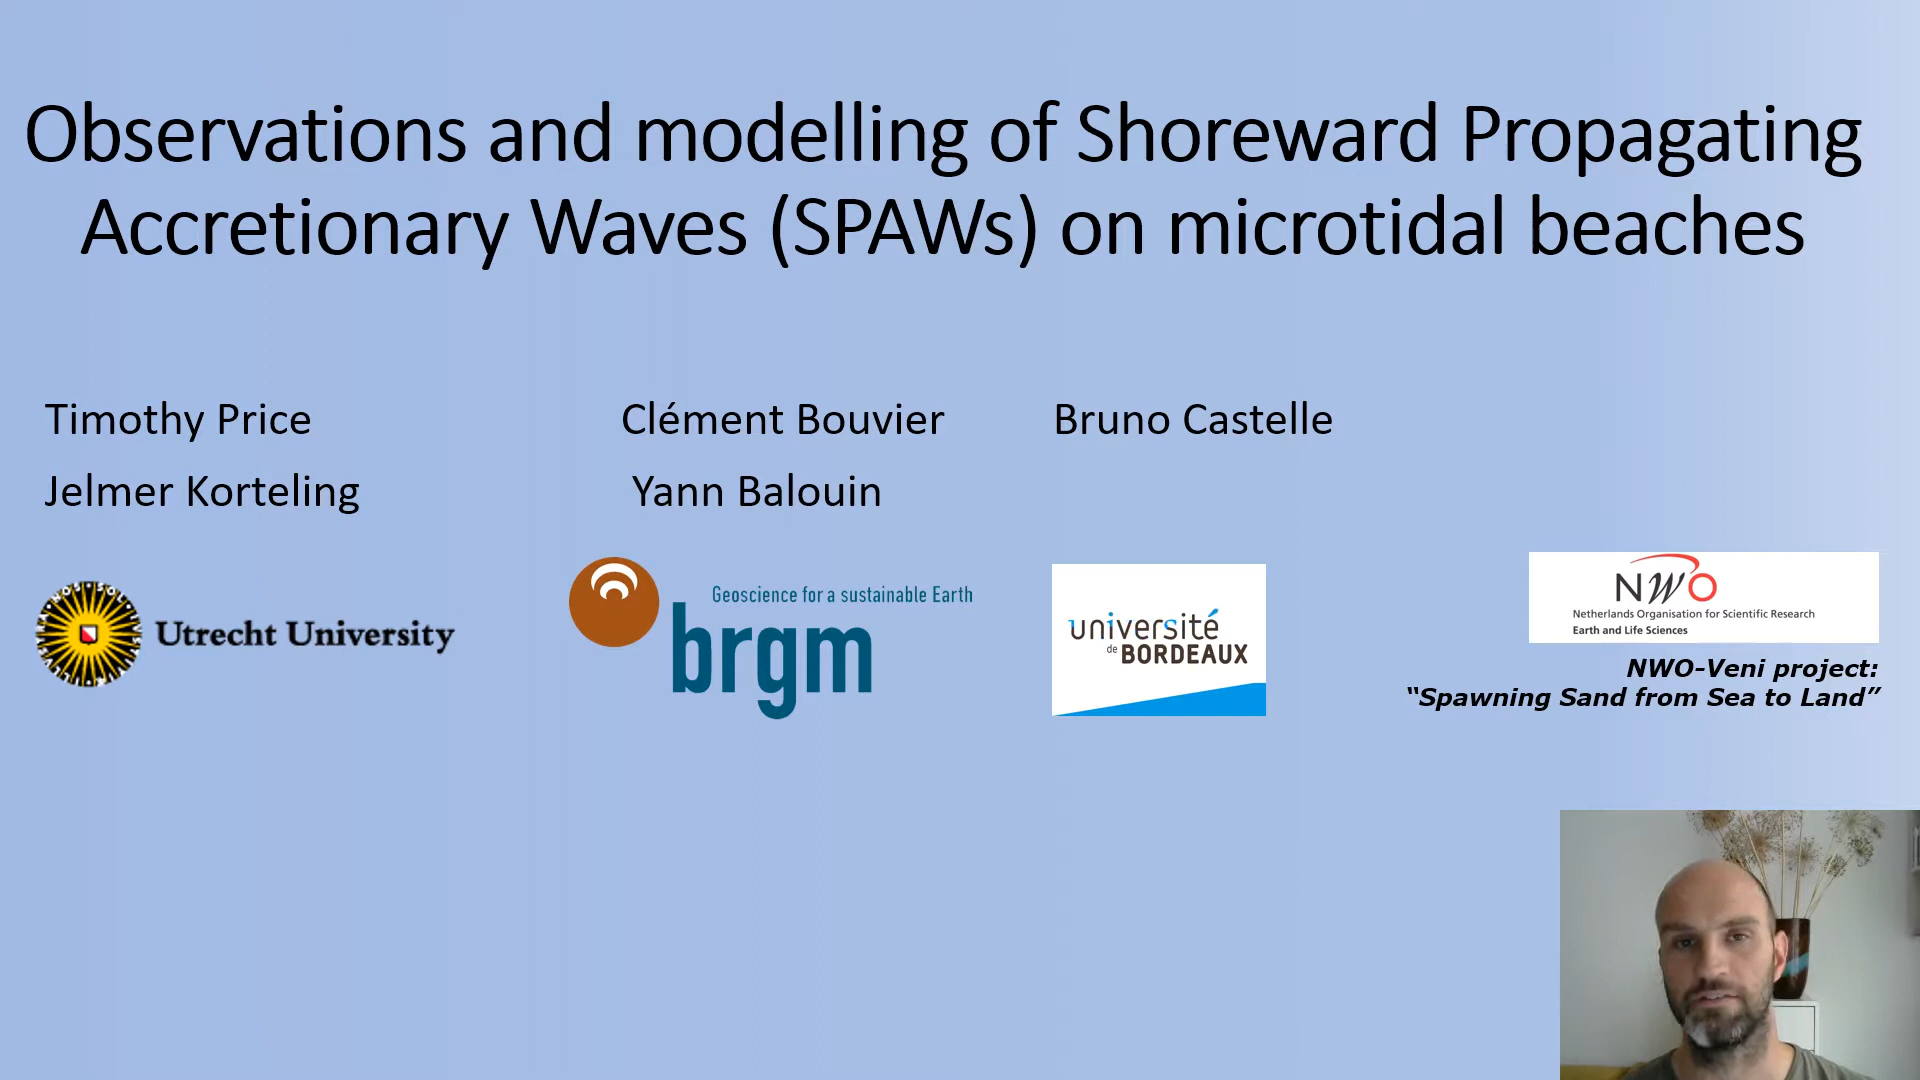 Observations and modelling of Shoreward Propagating
Accretionary Waves (SPAWs) on microtidal beaches
Timothy Price
Clément Bouvier
Bruno Castelle
Jelmer Korteling
Yann Balouin
Utrecht University
Geoscience for a sustainable Earth
brgm
université
de BORDEAUX
NWO
Netherlands Organisation for Scientific Research
Earth and Life Sciences
NWO-Veni project:
“Spawning Sand from Sea to Land”